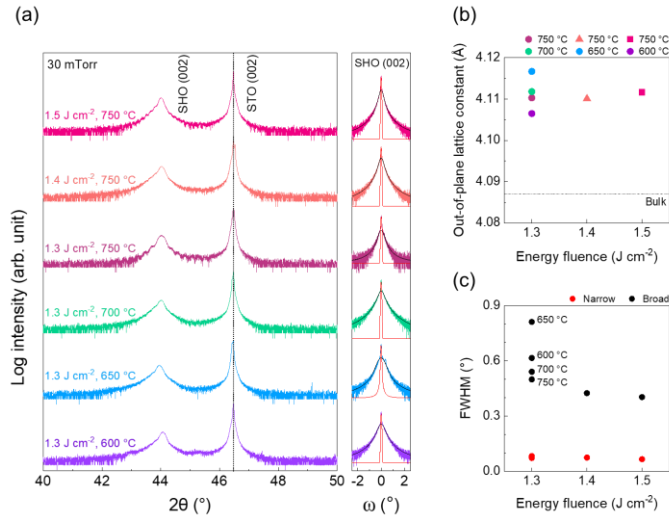 (a)
30 mTorr
SHO (002)
STO (002)
SHO (002)
1.5 J cm-2, 750 °C
1.4 J cm-2, 750 °C
1.3 J cm-2, 750 °C
1.3 J cm-2, 700 °C
1.3 J cm-2, 650 °C
1.3 J cm-2, 600 °C
Log intensity (arb. unit)
40 42 44 46 48 50
2θ (°)
-2 0 2
ω (°)
(b)
750 °C 750 °C 750 °C
700 °C 650 °C 600 °C
4.12
4.11
4.10
4.09
4.08
Out-of-plane lattice constant (Å)
Bulk
1.3 1.4 1.5
Energy fluence (J cm-2)
(c)
Narrow Broad
0.9
0.6
0.3
0.0
FWHM (°)
650 °C
600 °C
700 °C
750 °C
1.3 1.4 1.5
Energy fluence (J cm-2)